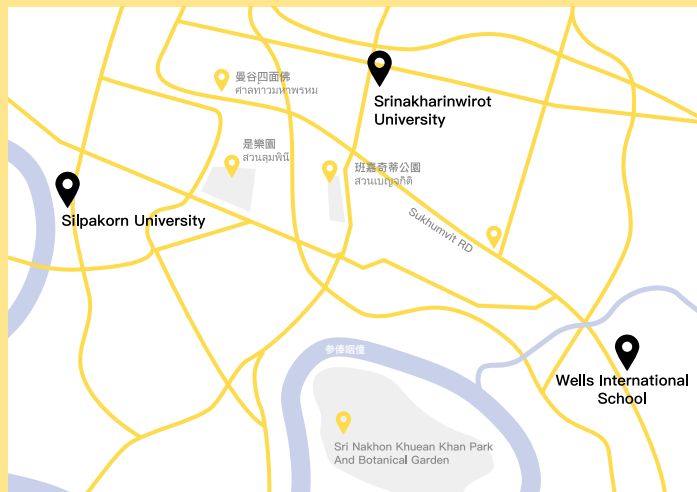 曼谷四面佛
ศาลท้าวมหาพรหม
Srinakharinwirot
University
是樂園
สวนลุมพินี
班嘉奇蒂公園
สวนเบญจกิติ
Silpakorn University
Sukhumvit RD
Wells International
School
Sri Nakhon Khuean Khan Park
And Botanical Garden